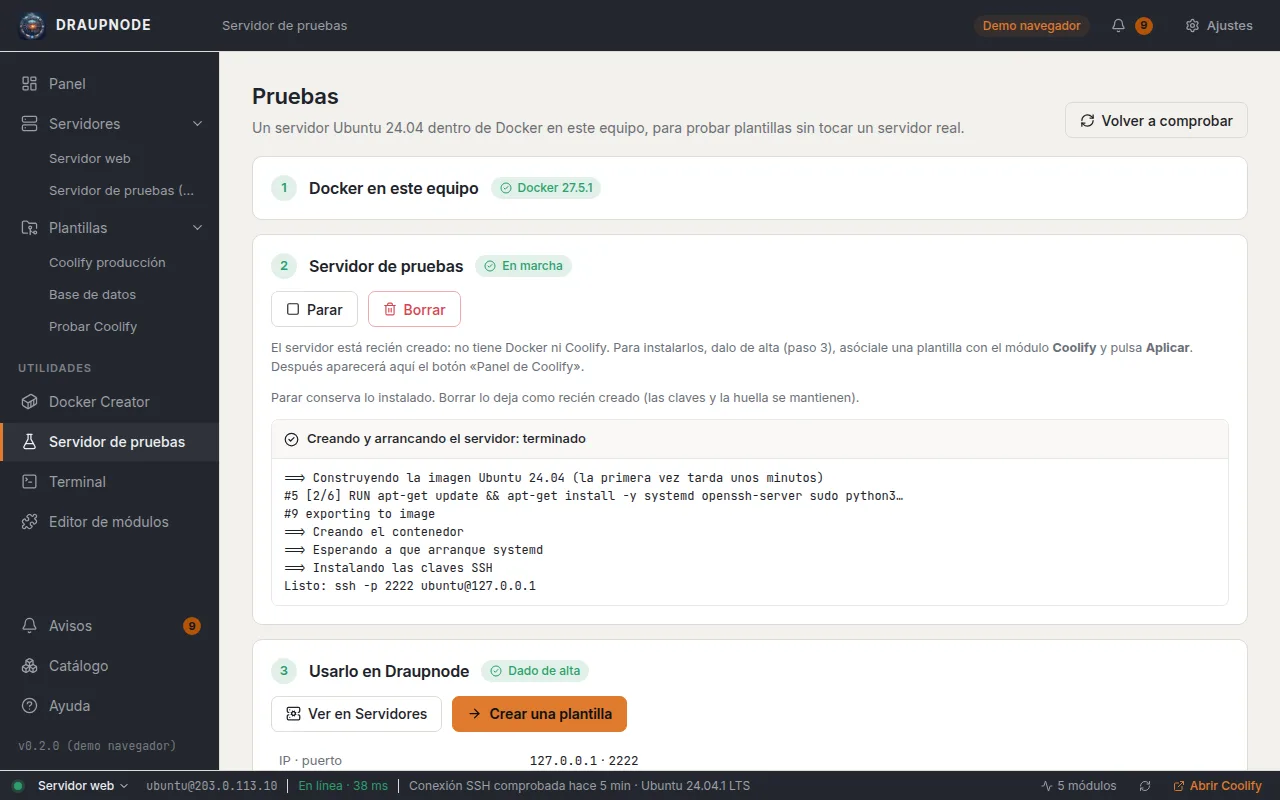 DRAUPNODE
Servidor de pruebas
Demo navegador
9
Ajustes
Panel
Servidores
Servidor web
Servidor de pruebas (...
Plantillas
Coolify producción
Base de datos
Probar Coolify
UTILIDADES
Docker Creator
Servidor de pruebas
Terminal
Editor de módulos
Avisos
9
Catálogo
Ayuda
v0.2.0 (demo navegador)
Pruebas
Un servidor Ubuntu 24.04 dentro de Docker en este equipo, para probar plantillas sin tocar un servidor real.
Volver a comprobar
1
Docker en este equipo
Docker 27.5.1
2
Servidor de pruebas
En marcha
Parar
Borrar
El servidor está recién creado: no tiene Docker ni Coolify. Para instalarlos, dalo de alta (paso 3), asóciale una plantilla con el módulo Coolify y pulsa Aplicar.
Después aparecerá aquí el botón «Panel de Coolify».
Parar conserva lo instalado. Borrar lo deja como recién creado (las claves y la huella se mantienen).
Creando y arrancando el servidor: terminado
==> Construyendo la imagen Ubuntu 24.04 (la primera vez tarda unos minutos)
#5 [2/6] RUN apt-get update && apt-get install -y systemd openssh-server sudo python3…
#9 exporting to image
==> Creando el contenedor
==> Esperando a que arranque systemd
==> Instalando las claves SSH
Listo: ssh -p 2222 ubuntu@127.0.0.1
3
Usarlo en Draupnode
Dado de alta
Ver en Servidores
Crear una plantilla
IP · puerto
127.0.0.1 · 2222
Servidor web
ubuntu@203.0.113.10
En línea · 38 ms
Conexión SSH comprobada hace 5 min · Ubuntu 24.04.1 LTS
5 módulos
Abrir Coolify